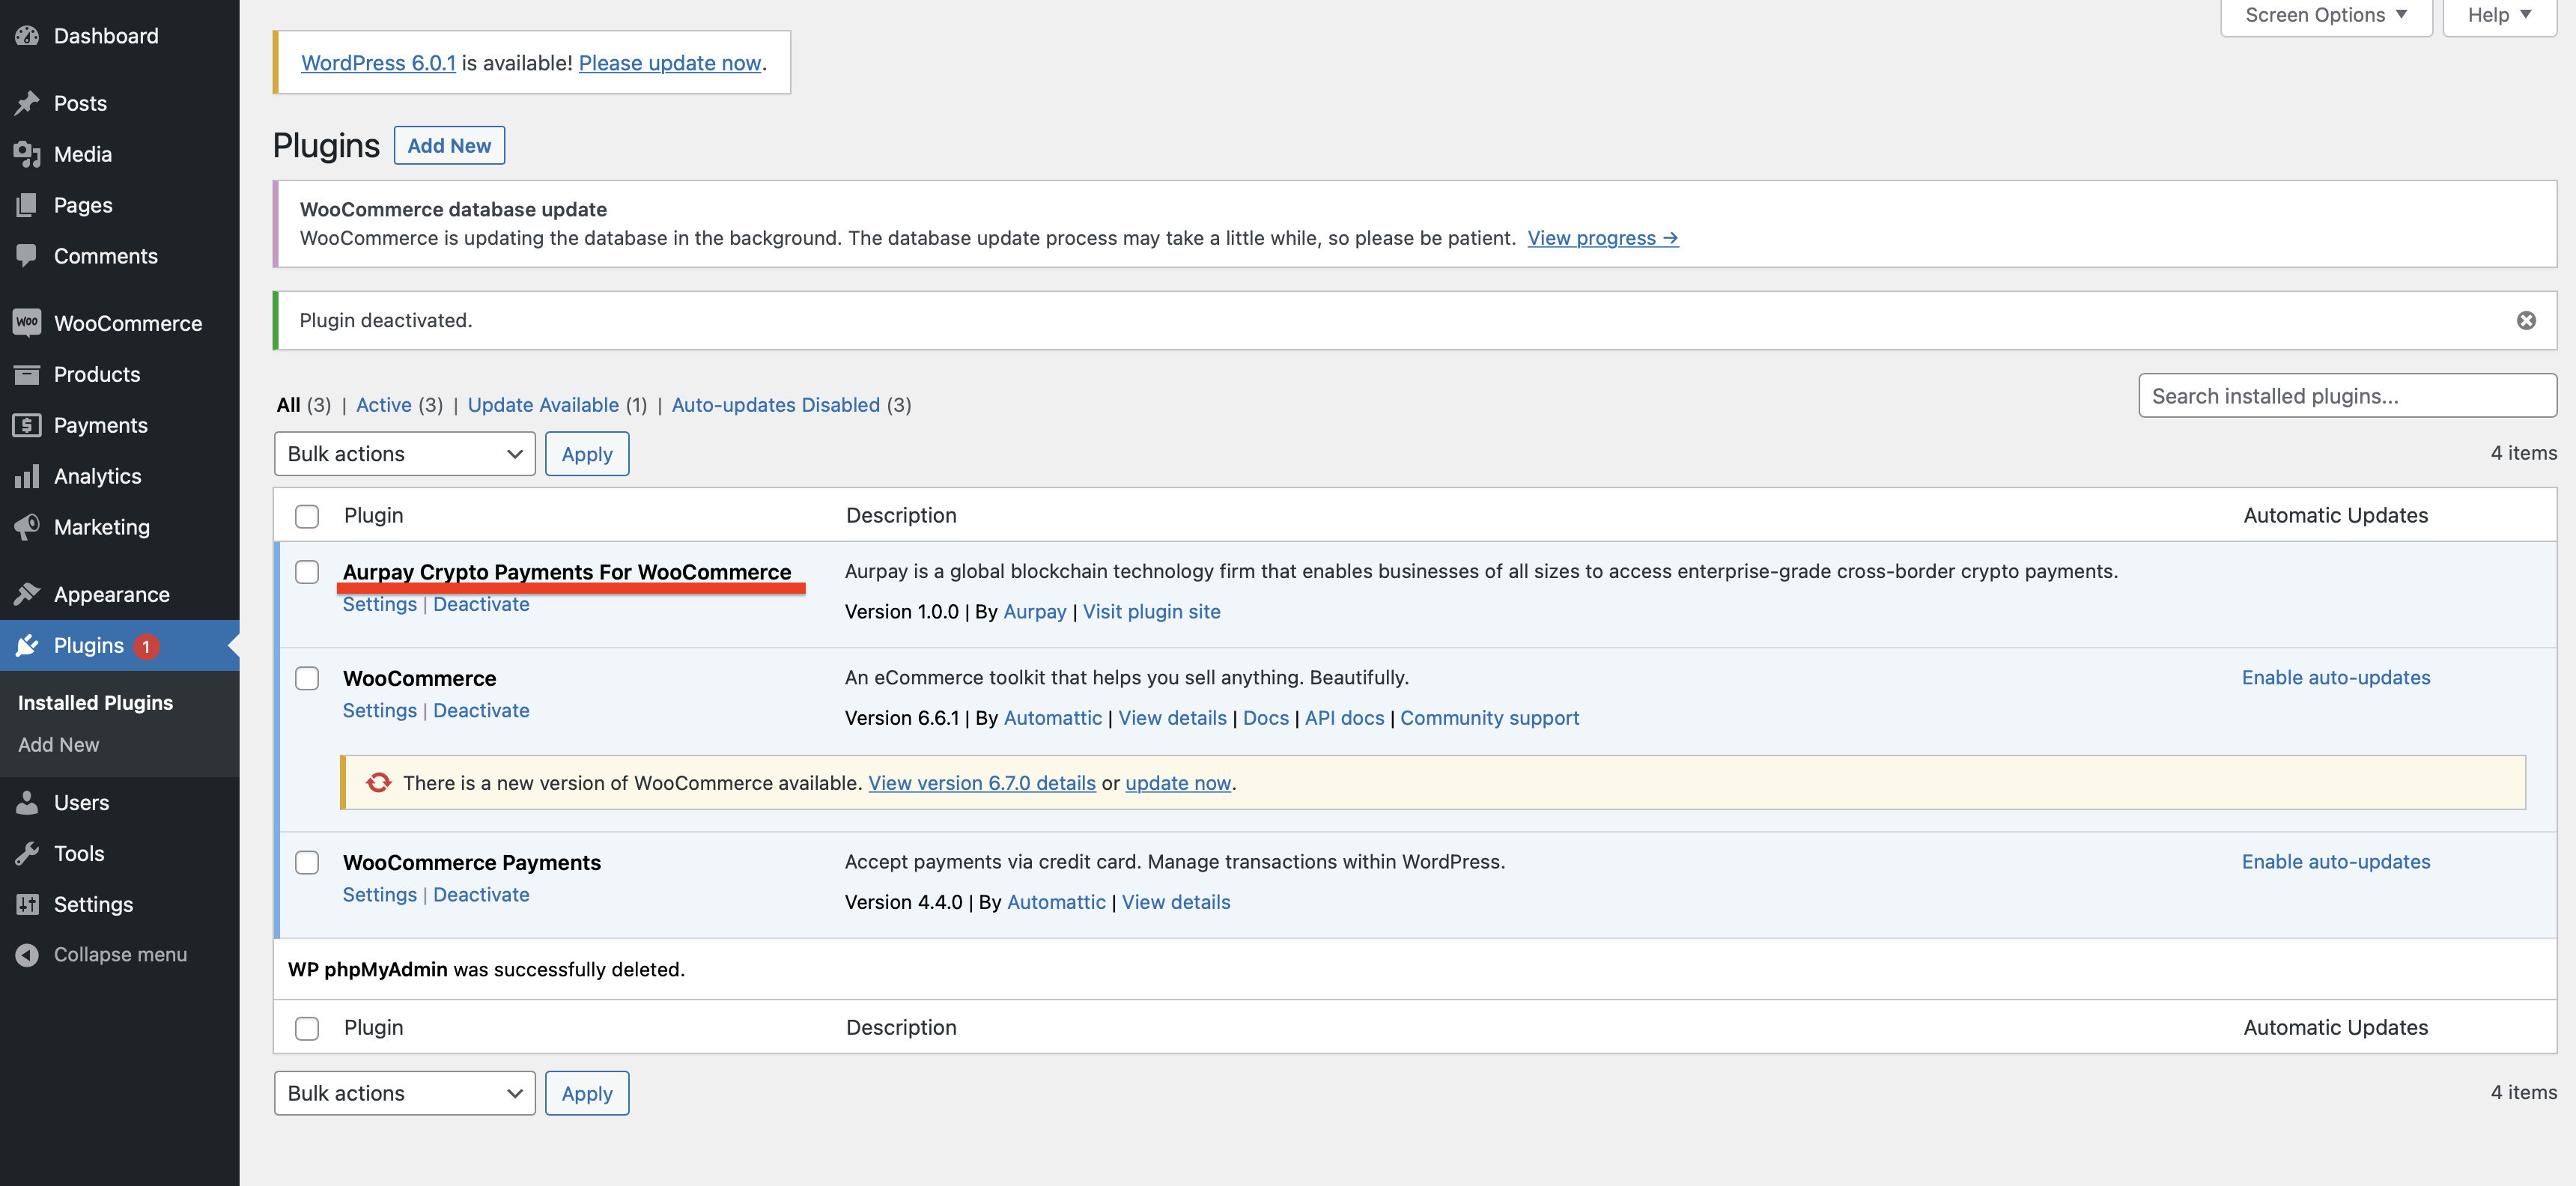 Dashboard
Posts
Media
Pages
Comments
Woo WooCommerce
Products
Payments
Analytics
Marketing
Appearance
Plugins 1
Installed Plugins
Add New
Users
Tools
Settings
Collapse menu
Screen Options ▼ Help ▼
WordPress 6.0.1 is available! Please update now.
Plugins Add New
WooCommerce database update
WooCommerce is updating the database in the background. The database update process may take a little while, so please be patient. View progress →
Plugin deactivated.
All (3) | Active (3) | Update Available (1) | Auto-updates Disabled (3)
Search installed plugins...
Bulk actions Apply
4 items
Plugin Description Automatic Updates
Aurpay Crypto Payments For WooCommerce Aurpay is a global blockchain technology firm that enables businesses of all sizes to access enterprise-grade cross-border crypto payments.
Settings | Deactivate Version 1.0.0 | By Aurpay | Visit plugin site
WooCommerce An eCommerce toolkit that helps you sell anything. Beautifully. Enable auto-updates
Settings | Deactivate Version 6.6.1 | By Automattic | View details | Docs | API docs | Community support
There is a new version of WooCommerce available. View version 6.7.0 details or update now.
WooCommerce Payments Accept payments via credit card. Manage transactions within WordPress. Enable auto-updates
Settings | Deactivate Version 4.4.0 | By Automattic | View details
WP phpMyAdmin was successfully deleted.
Plugin Description Automatic Updates
Bulk actions Apply
4 items